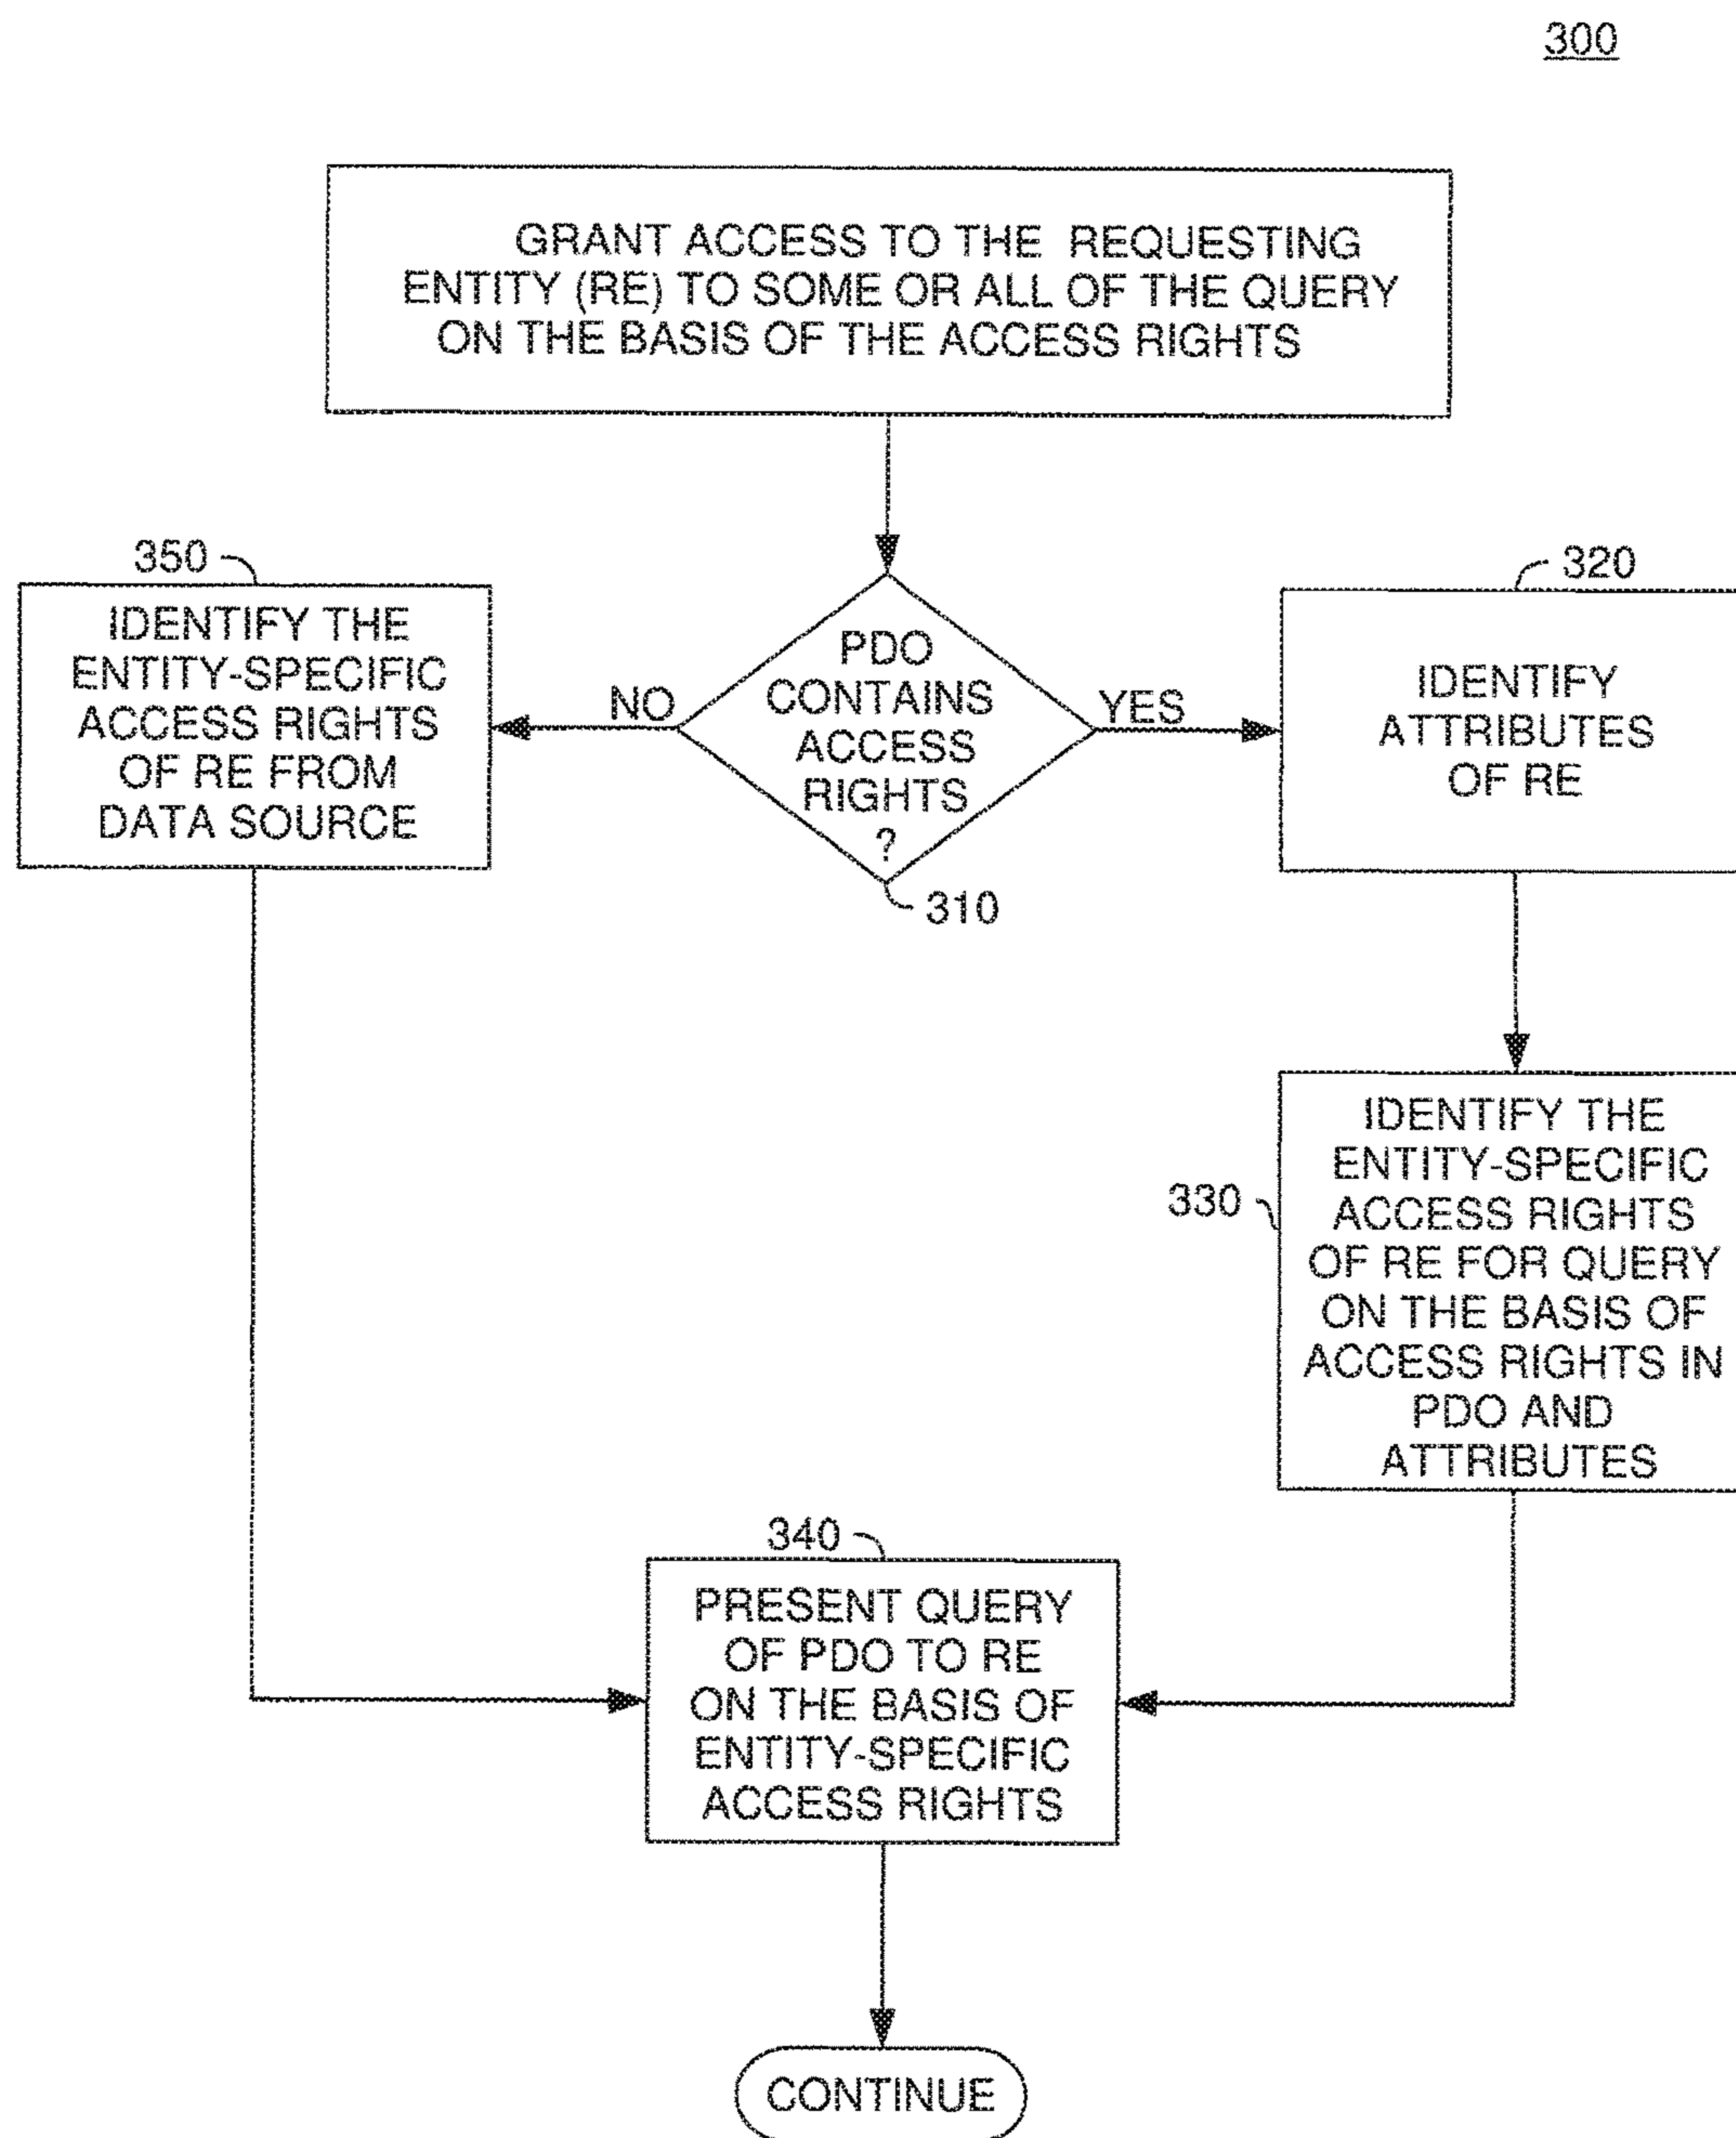 300
GRANT ACCESS TO THE REQUESTING
ENTITY (RE) TO SOME OR ALL OF THE QUERY
ON THE BASIS OF THE ACCESS RIGHTS
350
IDENTIFY THE
ENTITY-SPECIFIC
ACCESS RIGHTS
OF RE FROM
DATA SOURCE
NO
PDO
CONTAINS
ACCESS
RIGHTS
?
310
YES
320
IDENTIFY
ATTRIBUTES
OF RE
330
IDENTIFY THE
ENTITY-SPECIFIC
ACCESS RIGHTS
OF RE FOR QUERY
ON THE BASIS OF
ACCESS RIGHTS IN
PDO AND
ATTRIBUTES
340
PRESENT QUERY
OF PDO TO RE
ON THE BASIS OF
ENTITY-SPECIFIC
ACCESS RIGHTS
CONTINUE